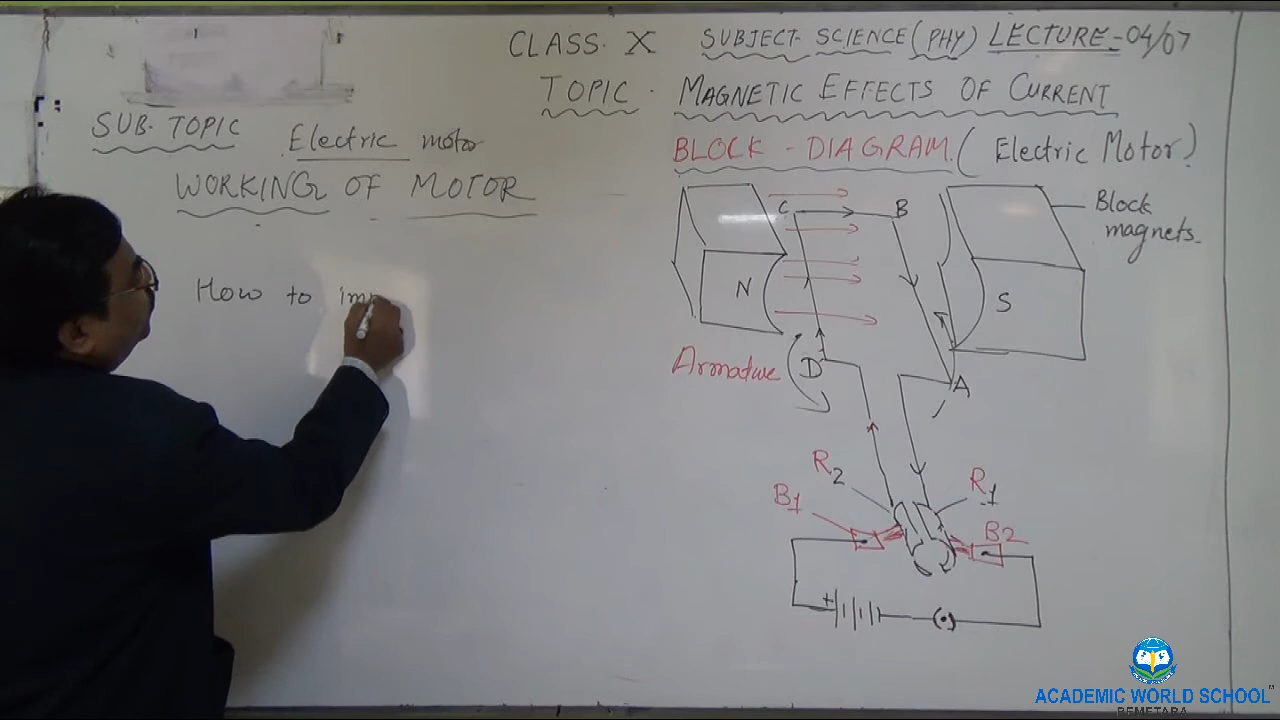 CLASS. X SUBJECT. SCIENCE (PHY) LECTURE - 04/07
TOPIC. MAGNETIC EFFECTS OF CURRENT
SUB. TOPIC Electric motor
WORKING OF MOTOR
How to imp
BLOCK - DIAGRAM. (Electric Motor)
C B
Block
magnets.
N S
Armature D A
R2 R1
B1 B2
+
ACADEMIC WORLD SCHOOL™
BEMETARA